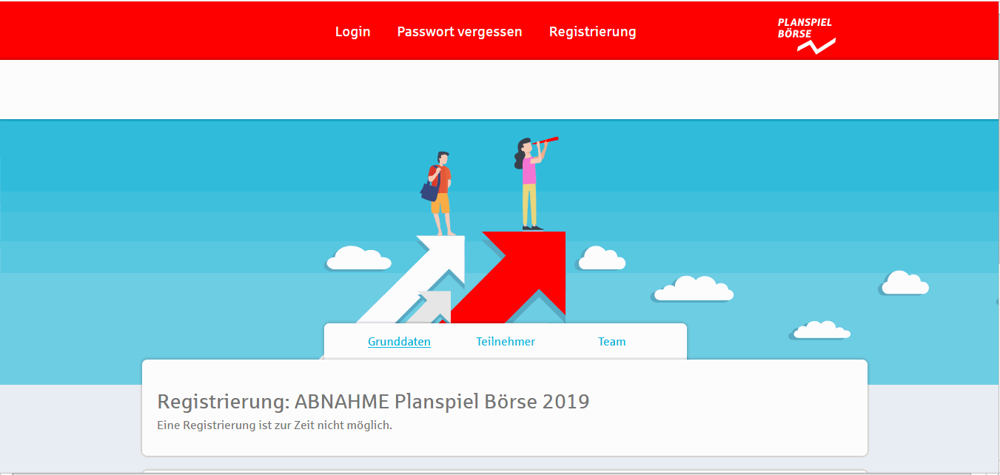 Login Passwort vergessen Registrierung
PLANSPIEL
BÖRSE
Grunddaten Teilnehmer Team
Registrierung: ABNAHME Planspiel Börse 2019
Eine Registrierung ist zur Zeit nicht möglich.